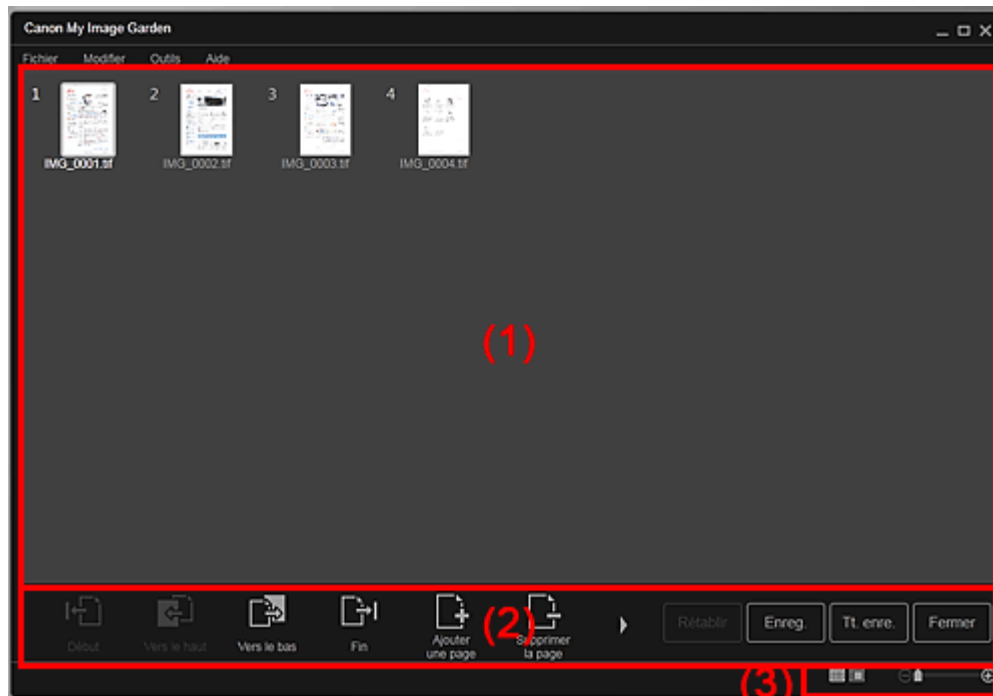 Canon My Image Garden
Fichier Modifier Outils Aide
1 2 3 4
IMG_0001.tif IMG_0002.tif IMG_0003.tif IMG_0004.tif
(1)
Début Vers le haut Vers le bas Fin Ajouter une page (2) Supprimer la page Rétablir Enreg. Tt. enre. Fermer
(3)